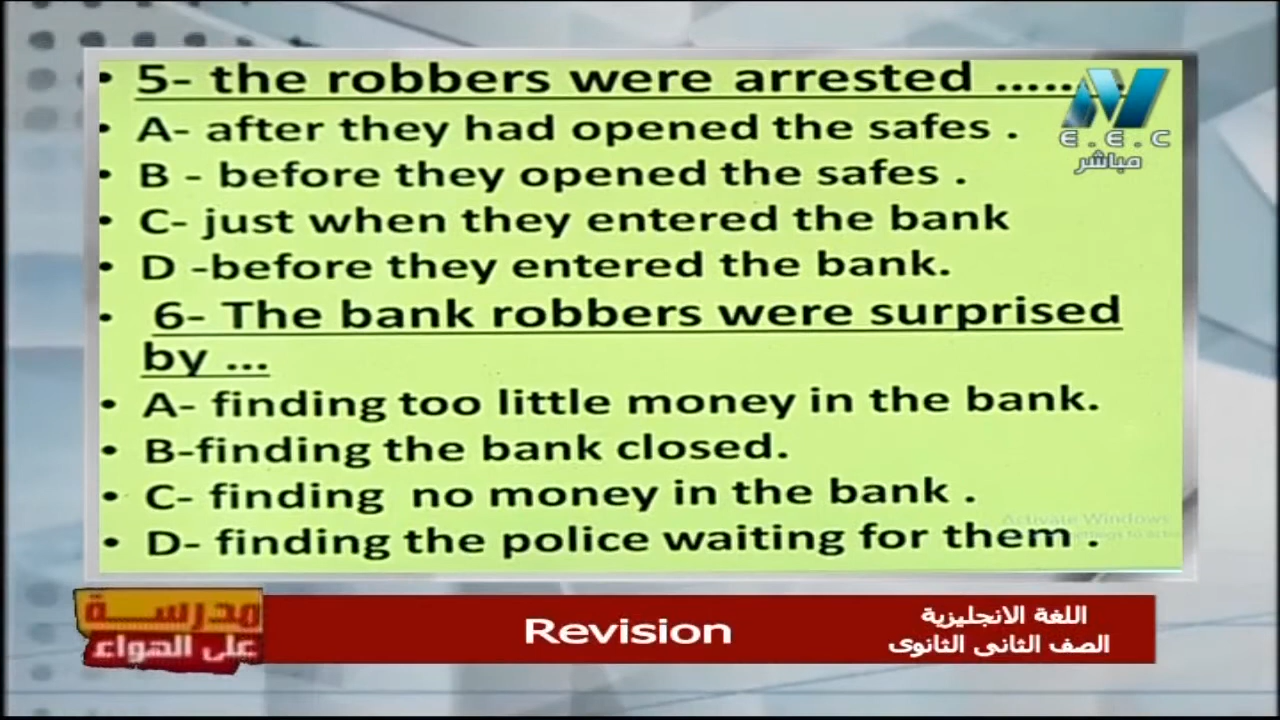 • 5- the robbers were arrested ......
• A- after they had opened the safes .
• B - before they opened the safes .
• C- just when they entered the bank
• D -before they entered the bank.
• 6- The bank robbers were surprised
by ...
• A- finding too little money in the bank.
• B-finding the bank closed.
• C- finding no money in the bank .
• D- finding the police waiting for them .
E.E.C
مباشر
Activate Windows
مدرسة
على الهواء
Revision
اللغة الانجليزية
الصف الثانى الثانوى